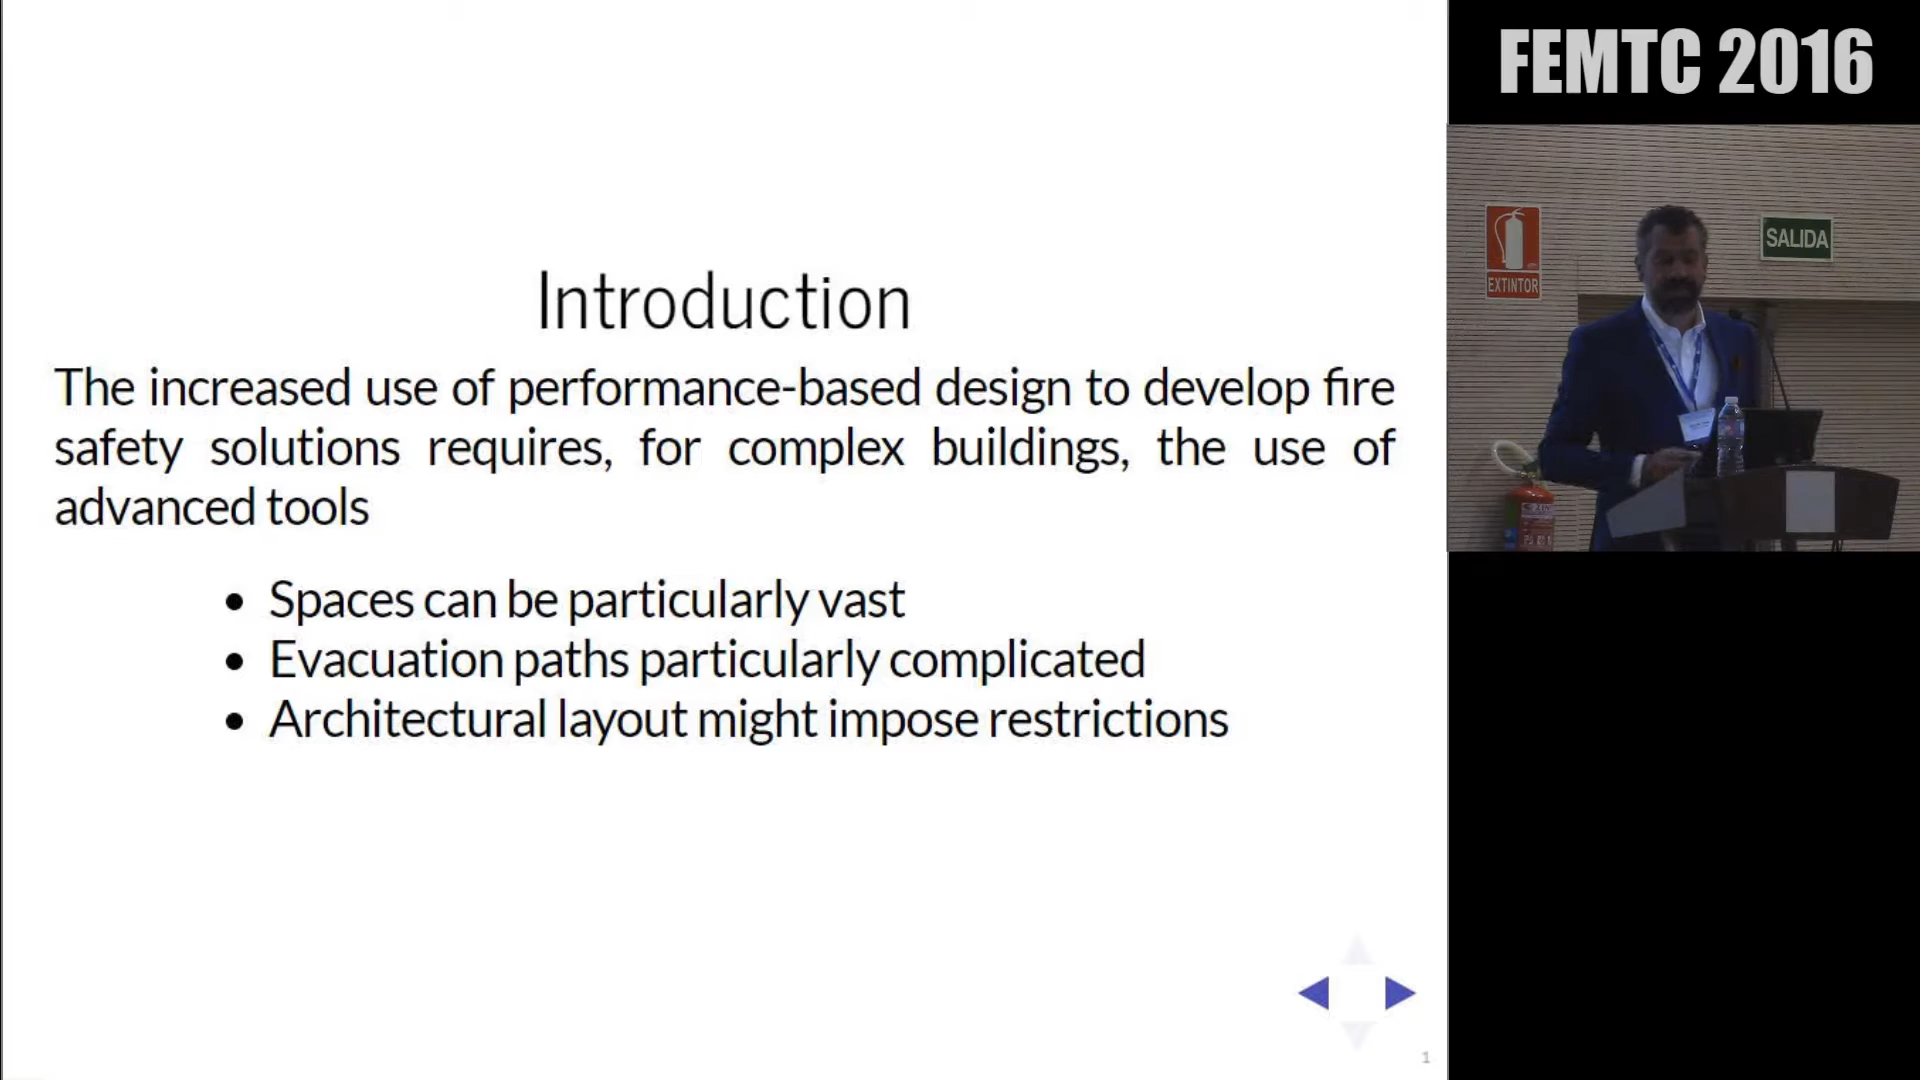 FEMTC 2016
Introduction
The increased use of performance-based design to develop fire
safety solutions requires, for complex buildings, the use of
advanced tools
• Spaces can be particularly vast
• Evacuation paths particularly complicated
• Architectural layout might impose restrictions
1
EXTINTOR
SALIDA